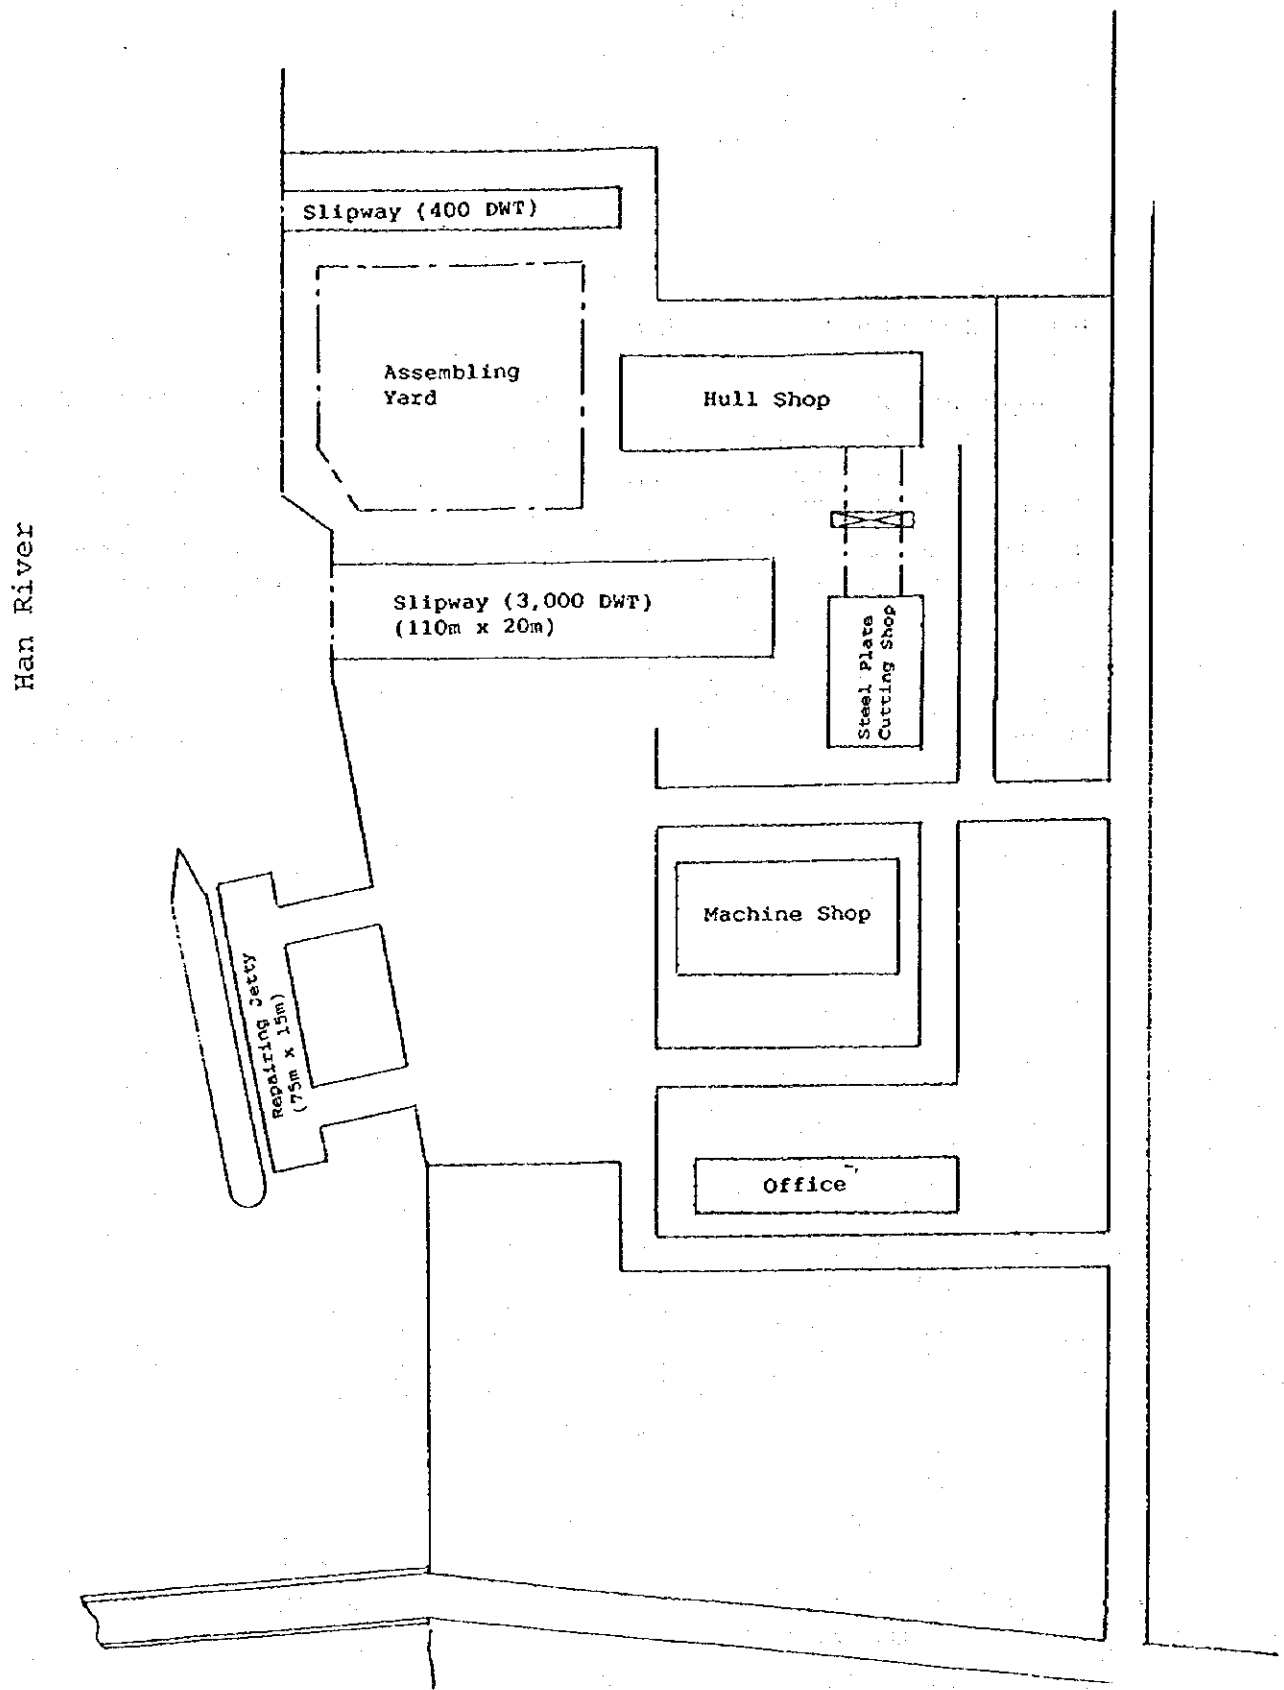 Slipway (400 DWT)
Assembling
Yard
Hull Shop
Han River
Slipway (3,000 DWT)
(110m x 20m)
Steel Plate
Cutting Shop
Machine Shop
Repairing Jetty
(75m x 15m)
Office